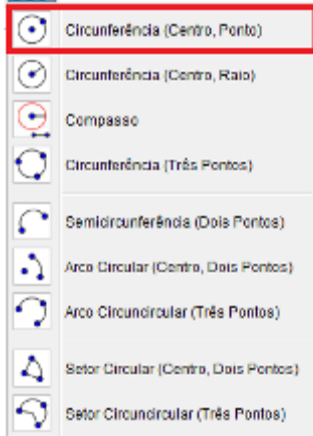 Circunferência (Centro, Ponto)
Circunferência (Centro, Raio)
Compasso
Circunferência (Três Pontos)
Semicircunferência (Dois Pontos)
Arco Circular (Centro, Dois Pontos)
Arco Circuncircular (Três Pontos)
Setor Circular (Centro, Dois Pontos)
Setor Circuncircular (Três Pontos)